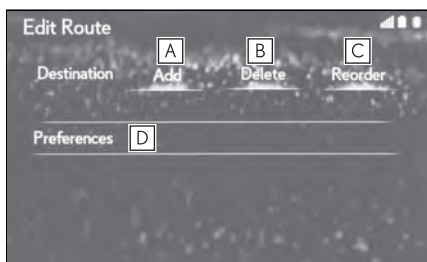 Edit Route
A B C
Destination Add Delete Reorder
Preferences D